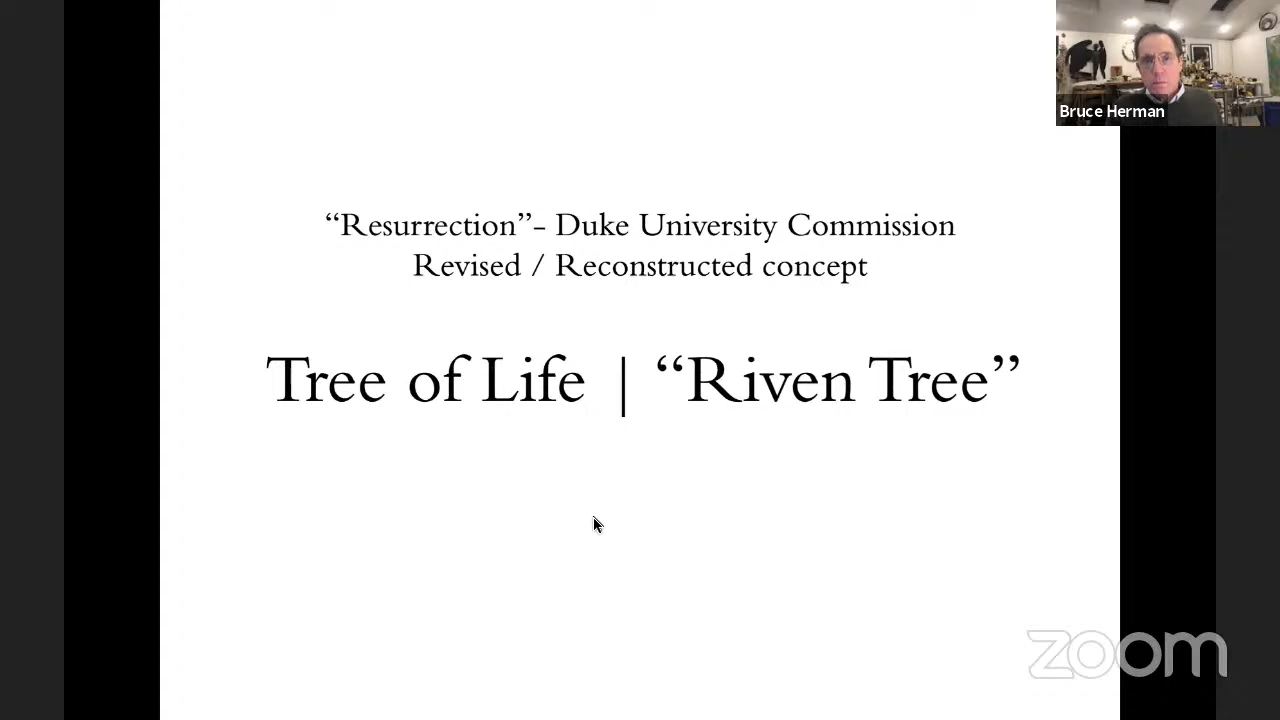 Bruce Herman
“Resurrection”- Duke University Commission
Revised / Reconstructed concept
Tree of Life | “Riven Tree”
zoom